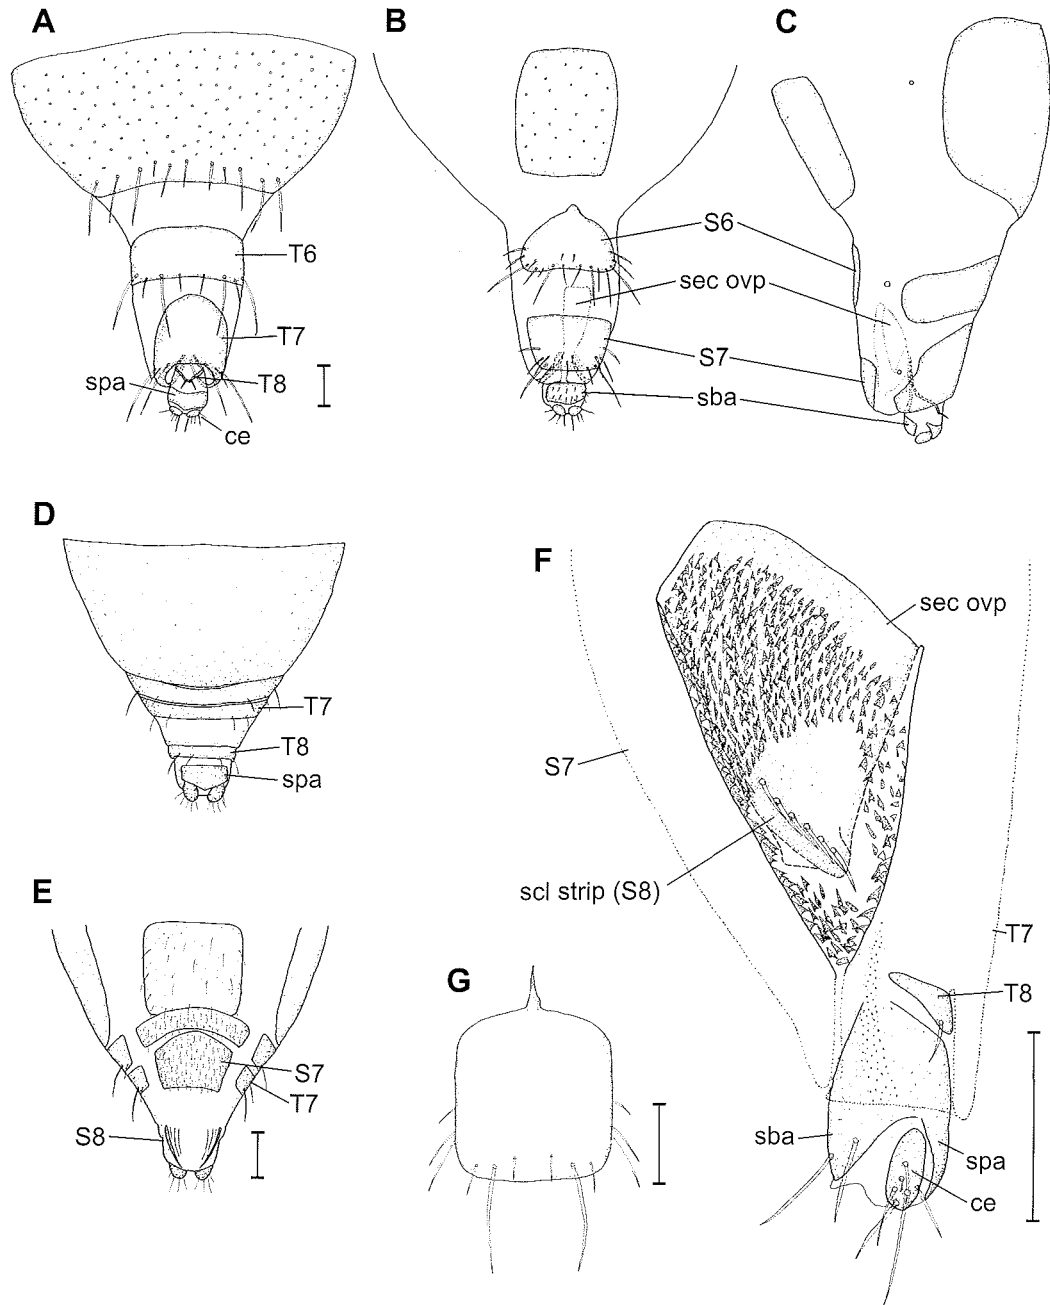 A
B
C
T6
S6
sec ovp
T7
S7
spa
T8
sba
ce
D
T7
T8
spa
F
sec ovp
S7
scl strip (S8)
T7
T8
sba
spa
ce
E
S7
T7
S8
G